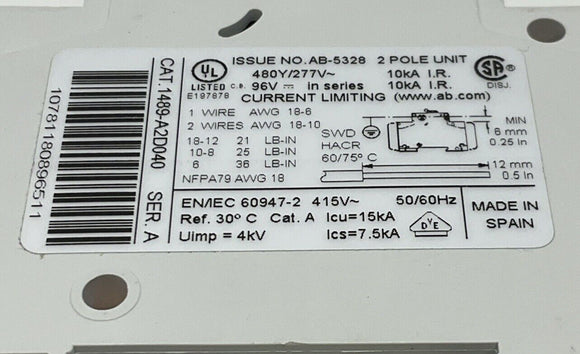 10781180896511
CAT.1489-A2D040 SER. A
UL
LISTED C.D.
E197878
ISSUE NO.AB-5328 2 POLE UNIT
480Y/277V~ 10kA I.R.
96V⎓ in series 10kA I.R.
CURRENT LIMITING (www.ab.com)
SA
DISJ.
1 WIRE AWG 18-6
2 WIRES AWG 18-10
18-12 21 LB-IN
10-8 25 LB-IN
6 36 LB-IN
NFPA79 AWG 18
SWD
HACR
60/75° C
MIN
6 mm
0.25 In
12 mm
0.5 In
EN/IEC 60947-2 415V~ 50/60Hz
Ref. 30° C Cat. A Icu=15kA
Uimp = 4kV Ics=7.5kA
DVE
MADE IN
SPAIN